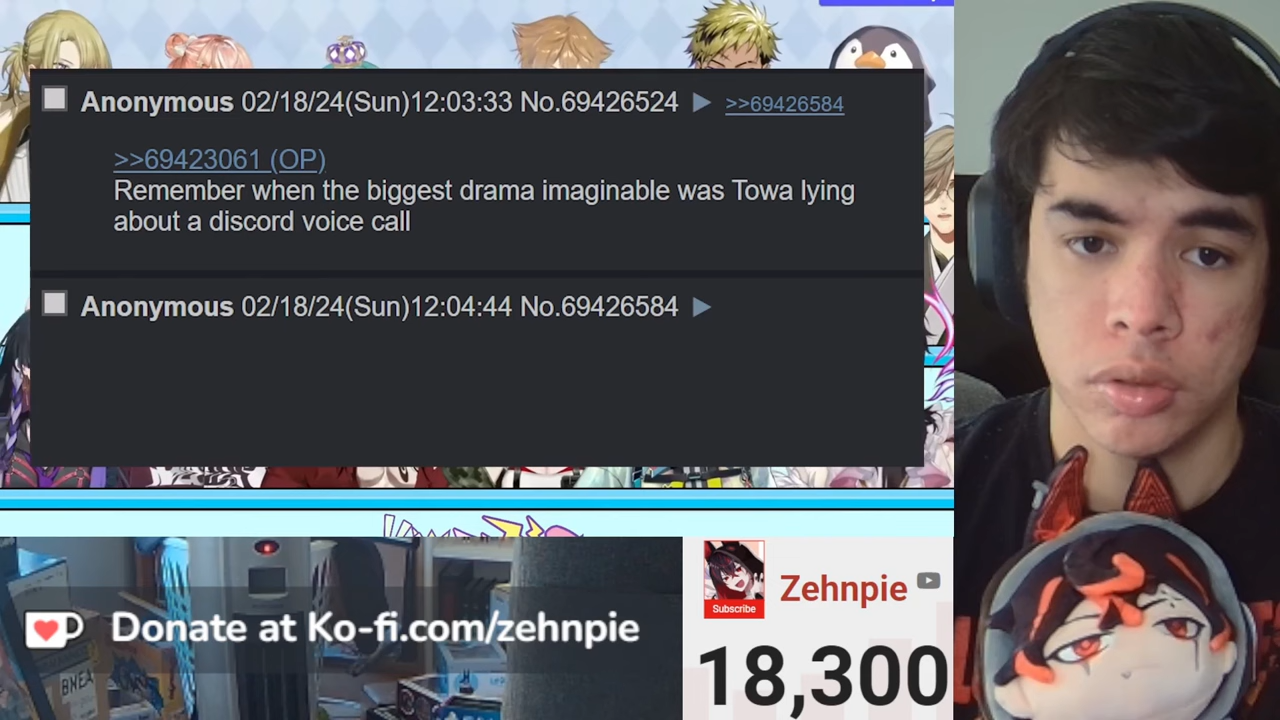 Anonymous 02/18/24(Sun)12:03:33 No.69426524 ▶ >>69426584
>>69423061 (OP)
Remember when the biggest drama imaginable was Towa lying
about a discord voice call
Anonymous 02/18/24(Sun)12:04:44 No.69426584 ▶
Donate at Ko-fi.com/zehnpie
Subscribe
Zehnpie
18,300